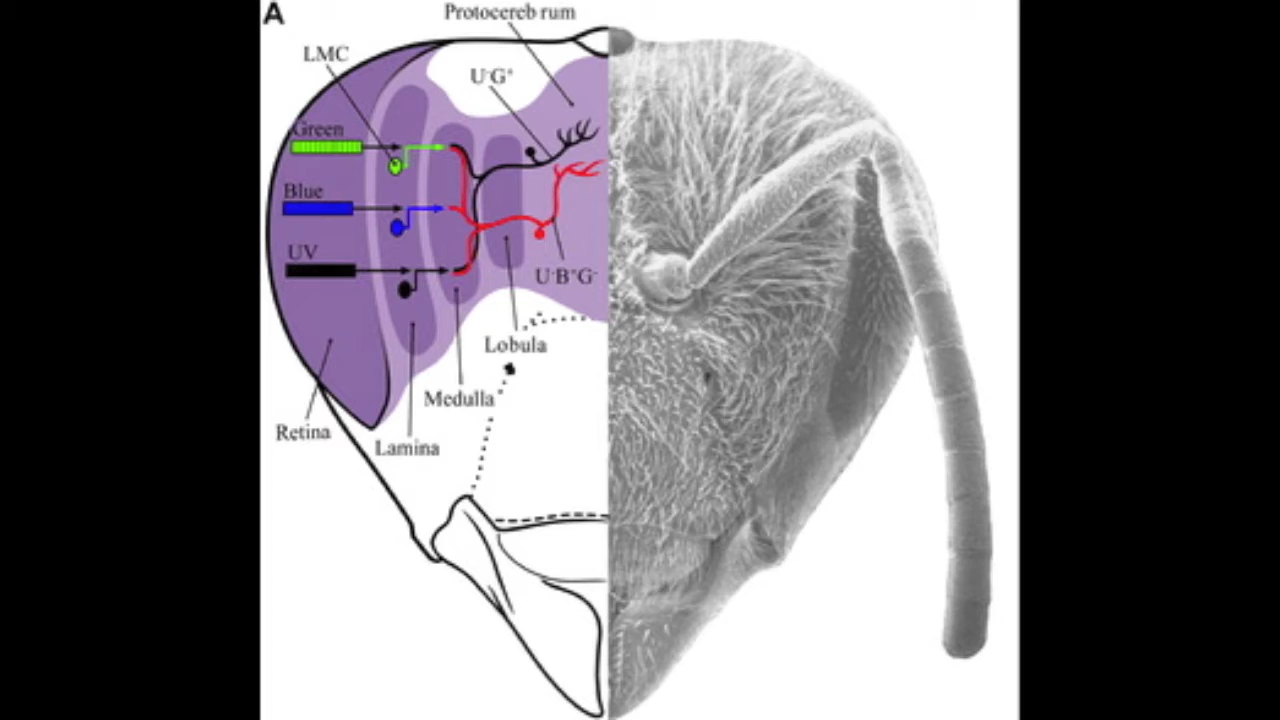 A
Protocereb rum
LMC
U-G+
Green
Blue
UV
U-B+G-
Lobula
Medulla
Retina
Lamina